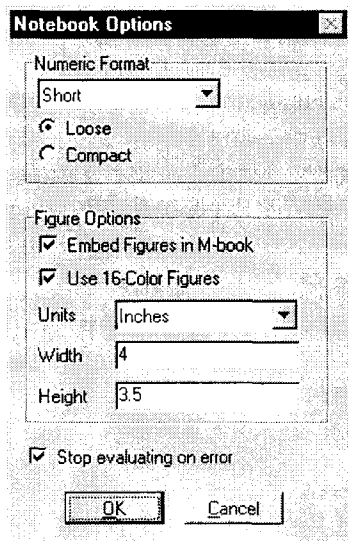 Notebook Options
Numeric Format
Short
Loose
Compact
Figure Options
Embed Figures in M-book
Use 16-Color Figures
Units Inches
Width 4
Height 3.5
Stop evaluating on error
OK Cancel